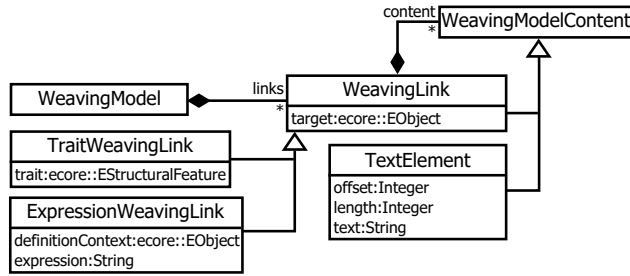 content
*
WeavingModelContent
WeavingModel
links
*
WeavingLink
target:ecore::EObject
TraitWeavingLink
trait:ecore::EStructuralFeature
TextElement
offset:Integer
length:Integer
text:String
ExpressionWeavingLink
definitionContext:ecore::EObject
expression:String